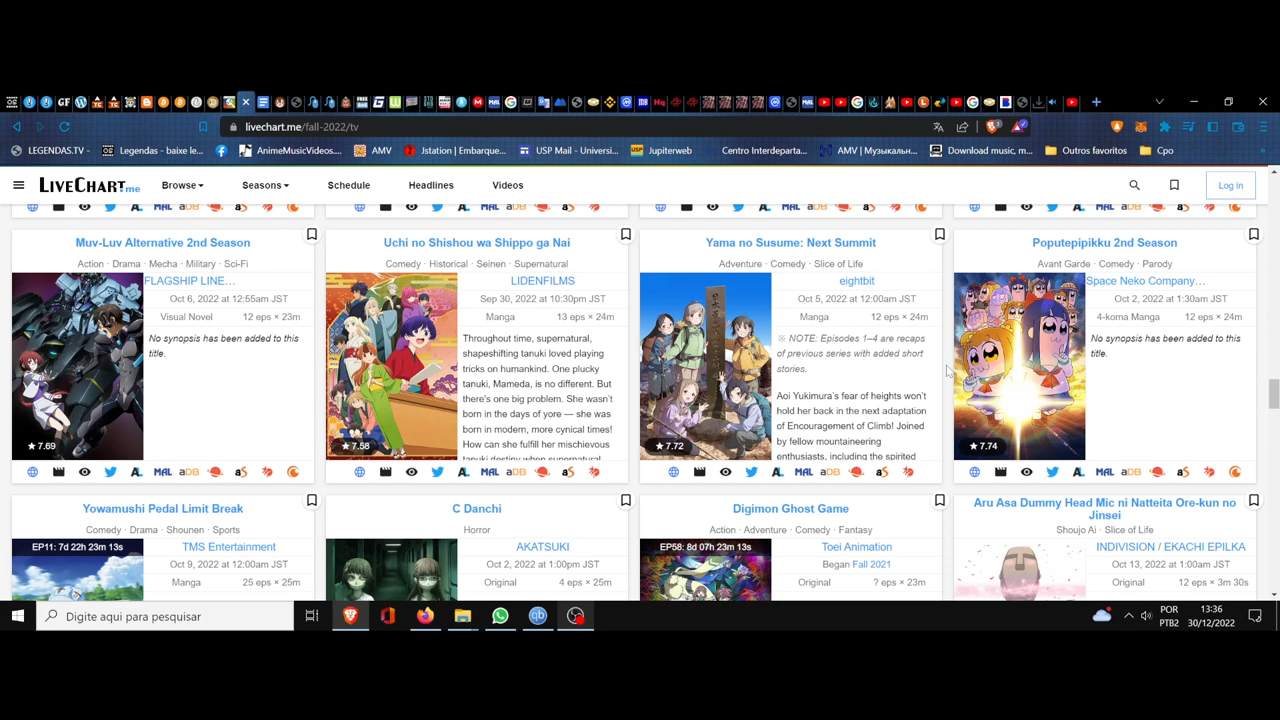 livechart.me/fall-2022/tv
LEGENDAS.TV - Legendas - baixe le... AnimeMusicVideos.... AMV Jstation | Embarque... USP Mail - Universi... Jupiterweb Centro Interdeparta... AMV | Музыкальн... Download music, m... Outros favoritos Cpo
LIVECHART.me Browse Seasons Schedule Headlines Videos Log in
Muv-Luv Alternative 2nd Season
Action · Drama · Mecha · Military · Sci-Fi
FLAGSHIP LINE…
Oct 6, 2022 at 12:55am JST
Visual Novel 12 eps × 23m
No synopsis has been added to this
title.
7.69
Uchi no Shishou wa Shippo ga Nai
Comedy · Historical · Seinen · Supernatural
LIDENFILMS
Sep 30, 2022 at 10:30pm JST
Manga 13 eps × 24m
Throughout time, supernatural,
shapeshifting tanuki loved playing
tricks on humankind. One plucky
tanuki, Mameda, is no different. But
there's one big problem. She wasn't
born in the days of yore — she was
born in modern, more cynical times!
How can she fulfill her mischievous
tanuki destiny when supernatural
7.58
Yama no Susume: Next Summit
Adventure · Comedy · Slice of Life
eightbit
Oct 5, 2022 at 12:00am JST
Manga 12 eps × 24m
※ NOTE: Episodes 1–4 are recaps
of previous series with added short
stories.
Aoi Yukimura's fear of heights won't
hold her back in the next adaptation
of Encouragement of Climb! Joined
by fellow mountaineering
enthusiasts, including the spirited
7.72
Poputepipikku 2nd Season
Avant Garde · Comedy · Parody
Space Neko Company…
Oct 2, 2022 at 1:30am JST
4-koma Manga 12 eps × 24m
No synopsis has been added to this
title.
7.74
Yowamushi Pedal Limit Break
Comedy · Drama · Shounen · Sports
EP11: 7d 22h 23m 13s
TMS Entertainment
Oct 9, 2022 at 12:00am JST
Manga 25 eps × 25m
C Danchi
Horror
AKATSUKI
Oct 2, 2022 at 1:00pm JST
Original 4 eps × 25m
Digimon Ghost Game
Action · Adventure · Comedy · Fantasy
EP58: 8d 07h 23m 13s
Toei Animation
Began Fall 2021
Original ? eps × 23m
Aru Asa Dummy Head Mic ni Natteita Ore-kun no
Jinsei
Shoujo Ai · Slice of Life
INDIVISION / EKACHI EPILKA
Oct 13, 2022 at 1:00am JST
Original 12 eps × 3m 30s
Digite aqui para pesquisar
POR
PTB2
13:36
30/12/2022